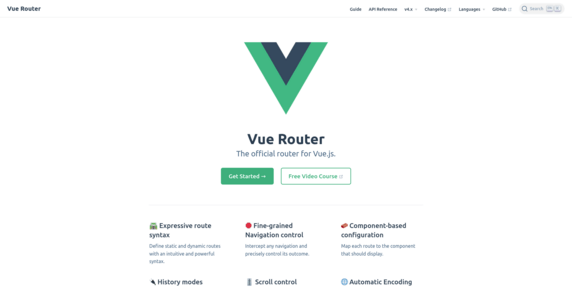 Vue Router
Guide API Reference v4.x Changelog Languages GitHub Search
Vue Router
The official router for Vue.js.
Get Started → Free Video Course
Expressive route syntax
Define static and dynamic routes with an intuitive and powerful syntax.
Fine-grained Navigation control
Intercept any navigation and precisely control its outcome.
Component-based configuration
Map each route to the component that should display.
History modes
Scroll control
Automatic Encoding